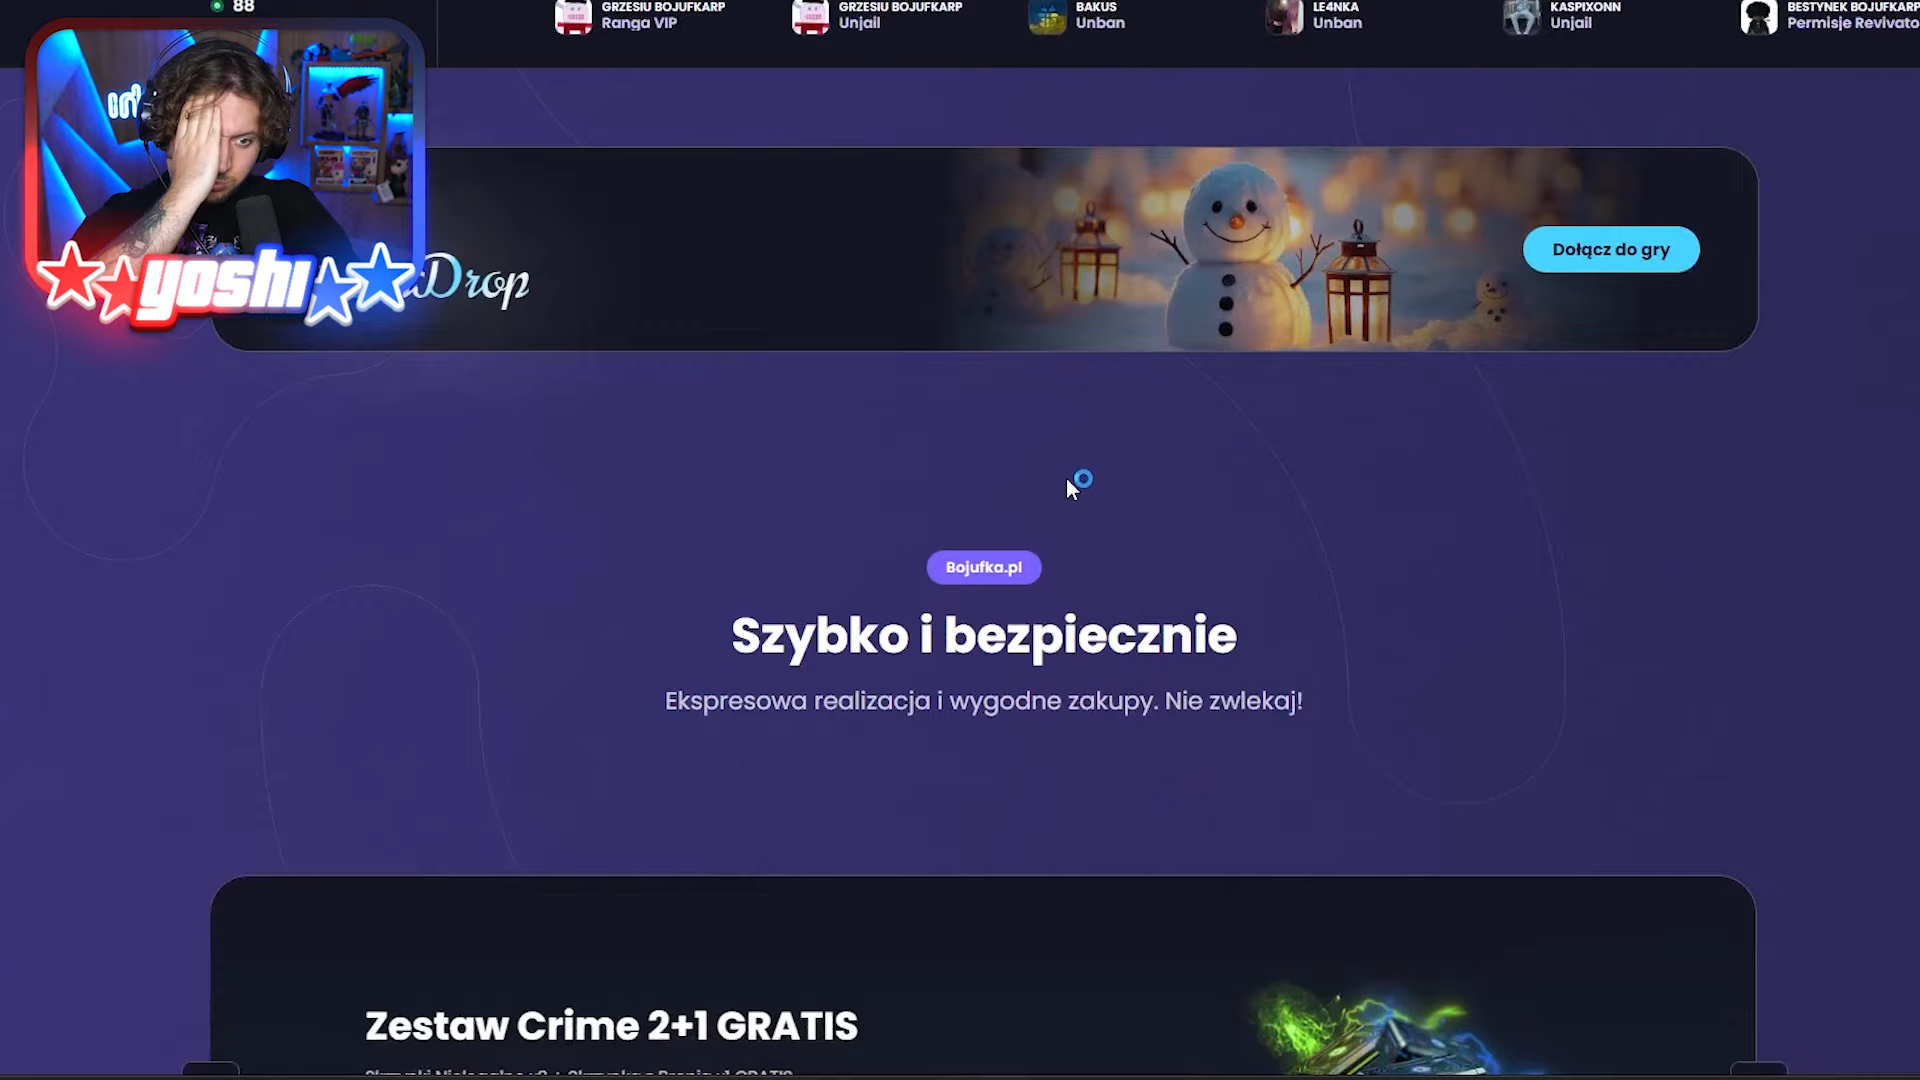 88
GRZESIU BOJUFKARP
Ranga VIP
GRZESIU BOJUFKARP
Unjail
BAKUS
Unban
LE4NKA
Unban
KASPIXONN
Unjail
BESTYNEK BOJUFKARP
Permisje Revivato
yoshi
Drop
Dołącz do gry
Bojufka.pl
Szybko i bezpiecznie
Ekspresowa realizacja i wygodne zakupy. Nie zwlekaj!
Zestaw Crime 2+1 GRATIS